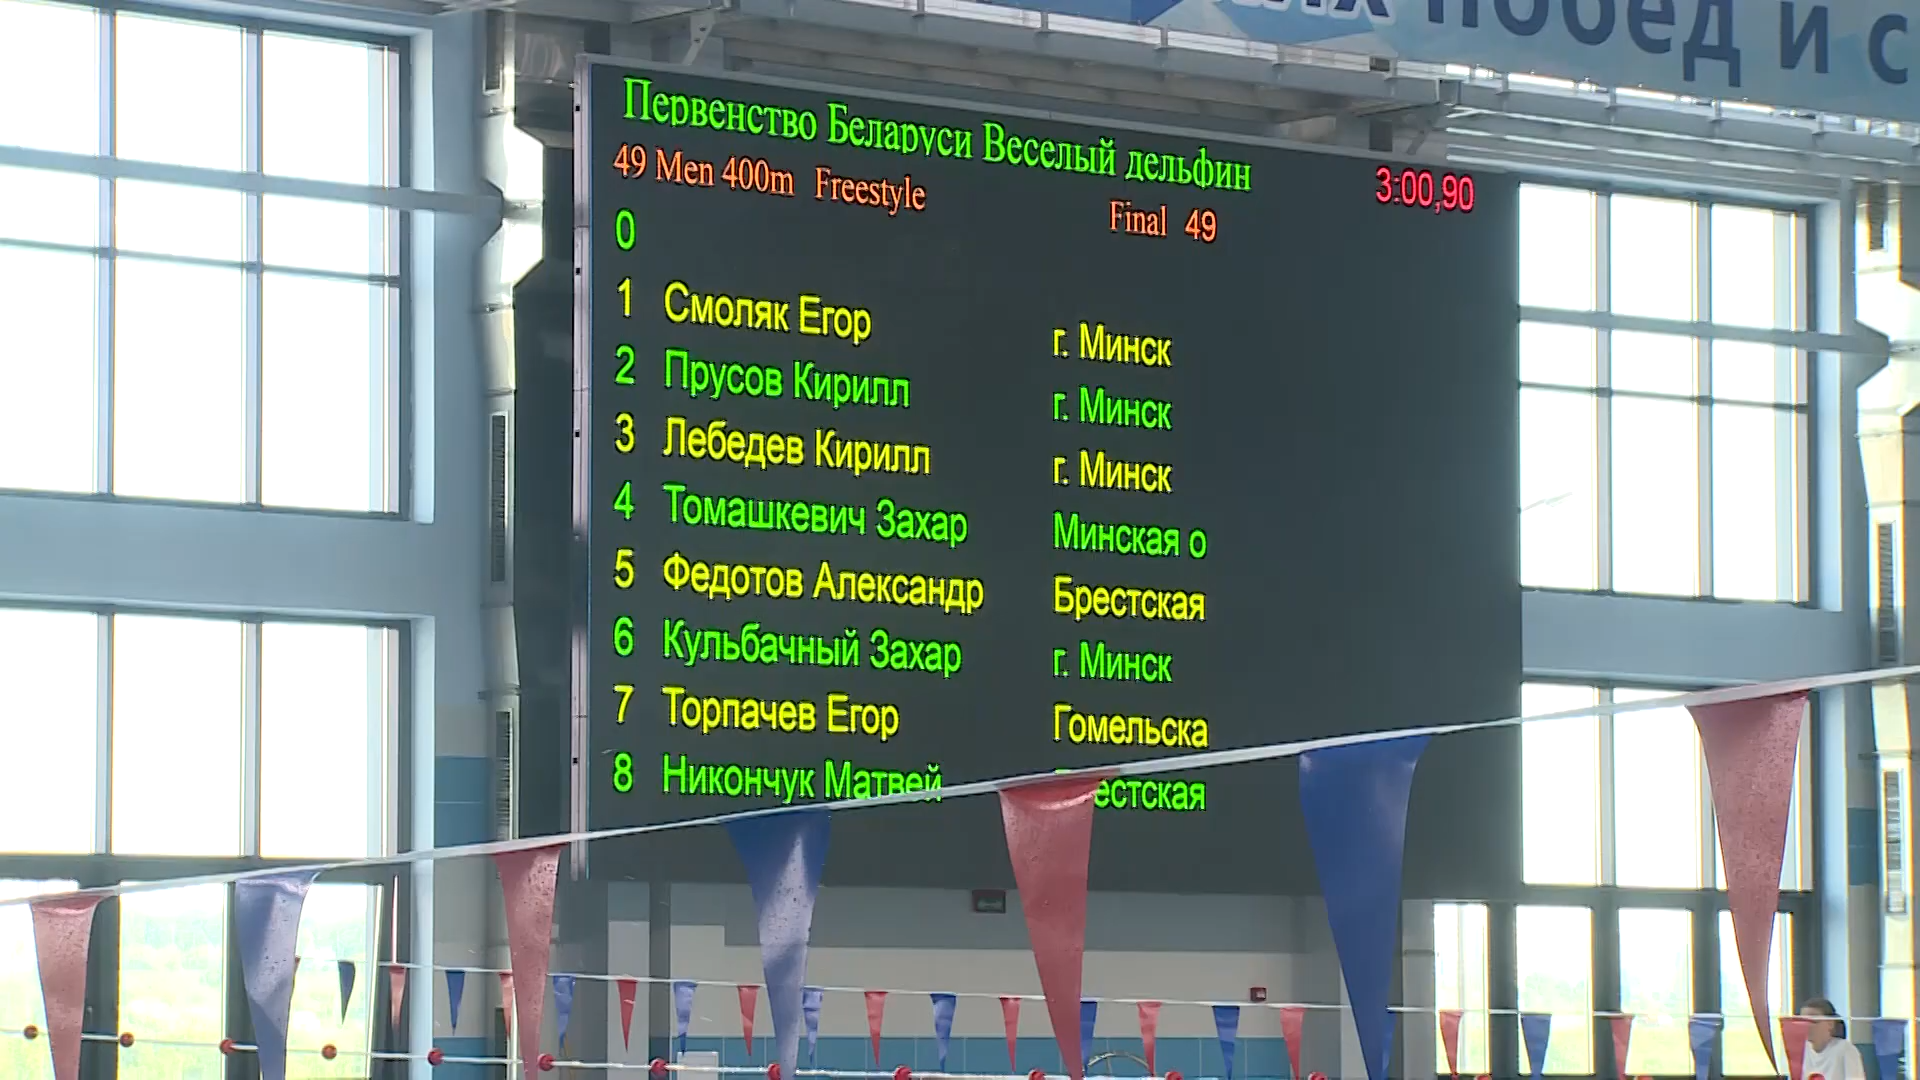 побед и с
Первенство Беларуси Веселый дельфин
49 Men 400m Freestyle Final 49 3:00,90
0
1 Смоляк Егор г. Минск
2 Прусов Кирилл г. Минск
3 Лебедев Кирилл г. Минск
4 Томашкевич Захар Минская о
5 Федотов Александр Брестская
6 Кульбачный Захар г. Минск
7 Торпачев Егор Гомельска
8 Никончук Матвей Брестская